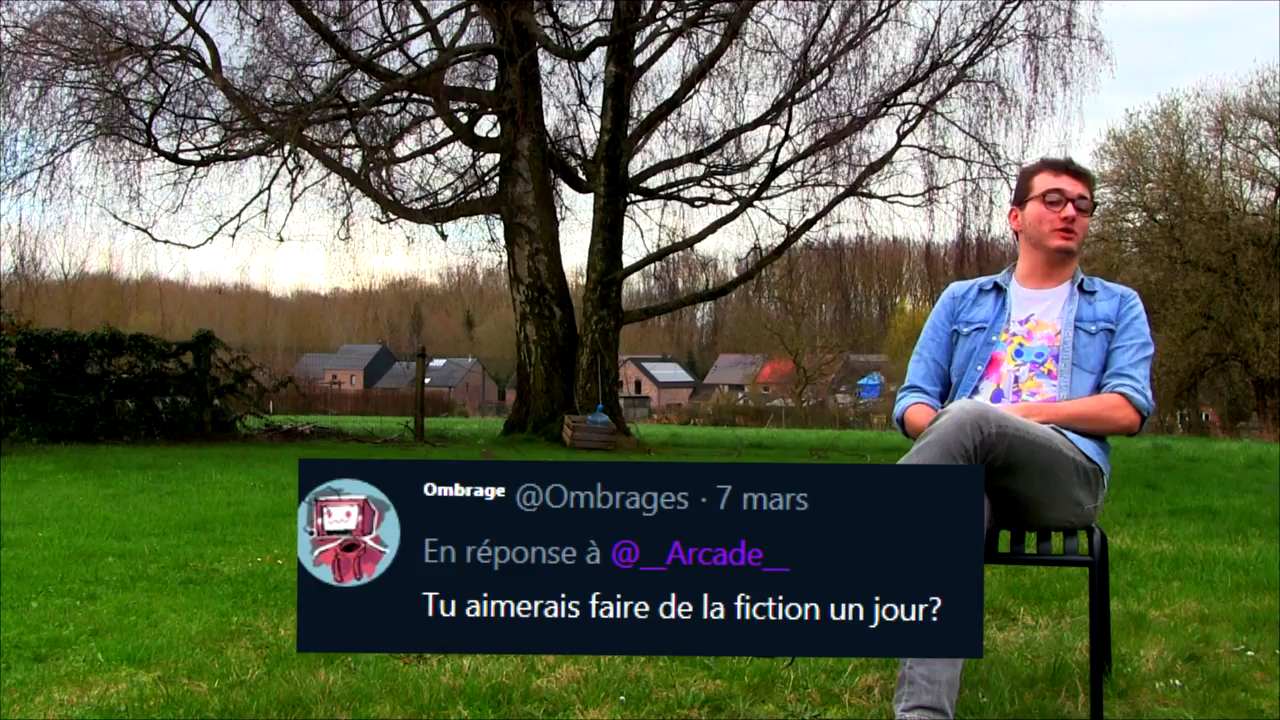 Ombrage @Ombrages · 7 mars
En réponse à @__Arcade__
Tu aimerais faire de la fiction un jour?